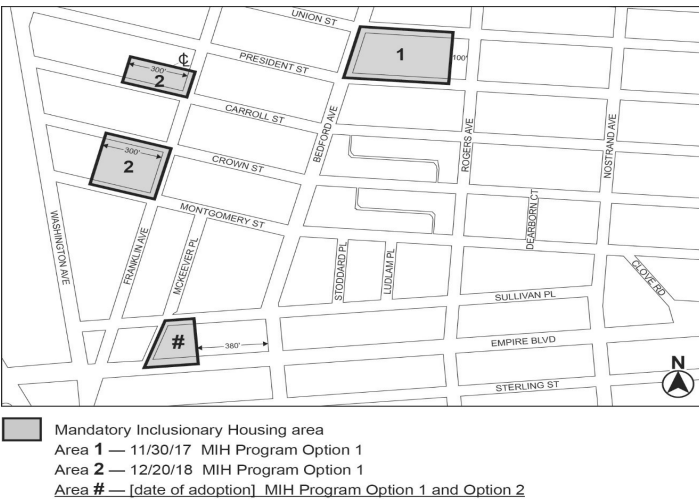 UNION ST
PRESIDENT ST
1
100'
300'
℄
2
CARROLL ST
BEDFORD AVE
ROGERS AVE
NOSTRAND AVE
300'
2
CROWN ST
MONTGOMERY ST
WASHINGTON AVE
FRANKLIN AVE
MCKEEVER PL
STODDARD PL
LUDLAM PL
DEARBORN CT
CLOVE RD
SULLIVAN PL
#
380'
EMPIRE BLVD
STERLING ST
N
Mandatory Inclusionary Housing area
Area 1 — 11/30/17 MIH Program Option 1
Area 2 — 12/20/18 MIH Program Option 1
Area # — [date of adoption] MIH Program Option 1 and Option 2